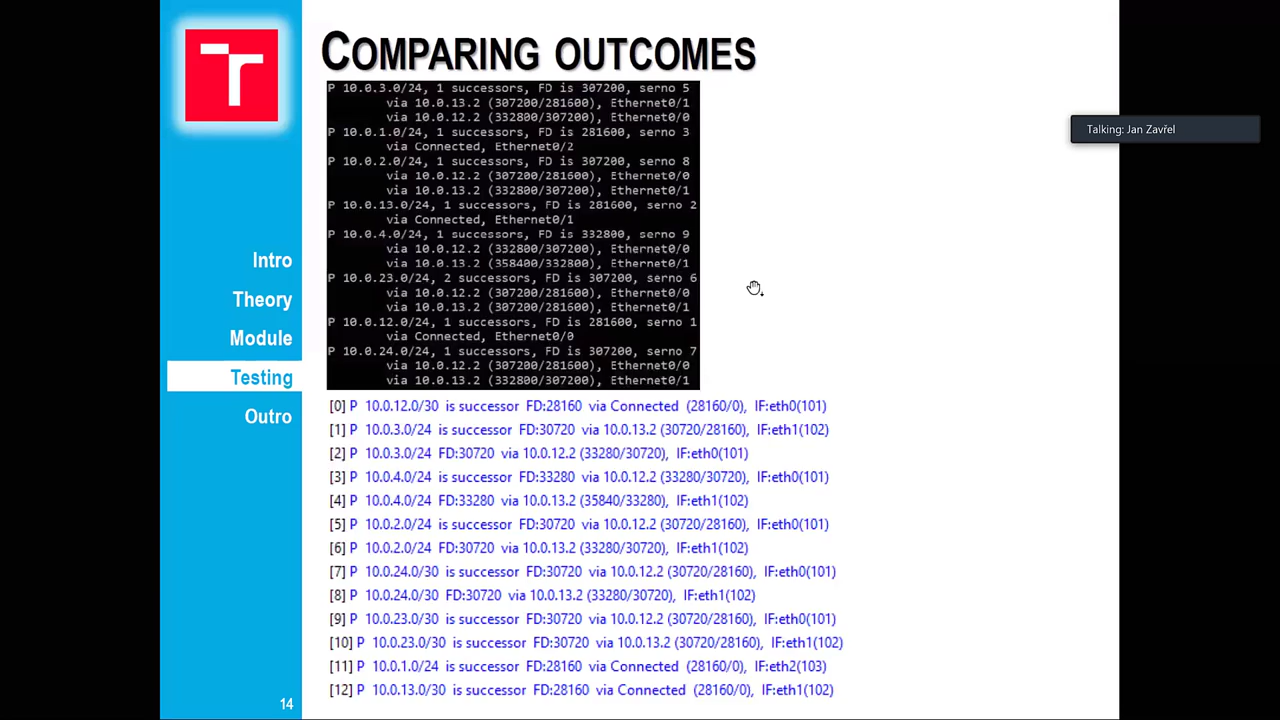 COMPARING OUTCOMES
P 10.0.3.0/24, 1 successors, FD is 307200, serno 5
via 10.0.13.2 (307200/281600), Ethernet0/1
via 10.0.12.2 (332800/307200), Ethernet0/0
P 10.0.1.0/24, 1 successors, FD is 281600, serno 3
via Connected, Ethernet0/2
P 10.0.2.0/24, 1 successors, FD is 307200, serno 8
via 10.0.12.2 (307200/281600), Ethernet0/0
via 10.0.13.2 (332800/307200), Ethernet0/1
P 10.0.13.0/24, 1 successors, FD is 281600, serno 2
via Connected, Ethernet0/1
P 10.0.4.0/24, 1 successors, FD is 332800, serno 9
via 10.0.12.2 (332800/307200), Ethernet0/0
via 10.0.13.2 (358400/332800), Ethernet0/1
P 10.0.23.0/24, 2 successors, FD is 307200, serno 6
via 10.0.12.2 (307200/281600), Ethernet0/0
via 10.0.13.2 (307200/281600), Ethernet0/1
P 10.0.12.0/24, 1 successors, FD is 281600, serno 1
via Connected, Ethernet0/0
P 10.0.24.0/24, 1 successors, FD is 307200, serno 7
via 10.0.12.2 (307200/281600), Ethernet0/0
via 10.0.13.2 (332800/307200), Ethernet0/1
[0] P 10.0.12.0/30 is successor FD:28160 via Connected (28160/0), IF:eth0(101)
[1] P 10.0.3.0/24 is successor FD:30720 via 10.0.13.2 (30720/28160), IF:eth1(102)
[2] P 10.0.3.0/24 FD:30720 via 10.0.12.2 (33280/30720), IF:eth0(101)
[3] P 10.0.4.0/24 is successor FD:33280 via 10.0.12.2 (33280/30720), IF:eth0(101)
[4] P 10.0.4.0/24 FD:33280 via 10.0.13.2 (35840/33280), IF:eth1(102)
[5] P 10.0.2.0/24 is successor FD:30720 via 10.0.12.2 (30720/28160), IF:eth0(101)
[6] P 10.0.2.0/24 FD:30720 via 10.0.13.2 (33280/30720), IF:eth1(102)
[7] P 10.0.24.0/30 is successor FD:30720 via 10.0.12.2 (30720/28160), IF:eth0(101)
[8] P 10.0.24.0/30 FD:30720 via 10.0.13.2 (33280/30720), IF:eth1(102)
[9] P 10.0.23.0/30 is successor FD:30720 via 10.0.12.2 (30720/28160), IF:eth0(101)
[10] P 10.0.23.0/30 is successor FD:30720 via 10.0.13.2 (30720/28160), IF:eth1(102)
[11] P 10.0.1.0/24 is successor FD:28160 via Connected (28160/0), IF:eth2(103)
[12] P 10.0.13.0/30 is successor FD:28160 via Connected (28160/0), IF:eth1(102)
Intro
Theory
Module
Testing
Outro
14
Talking: Jan Zavřel